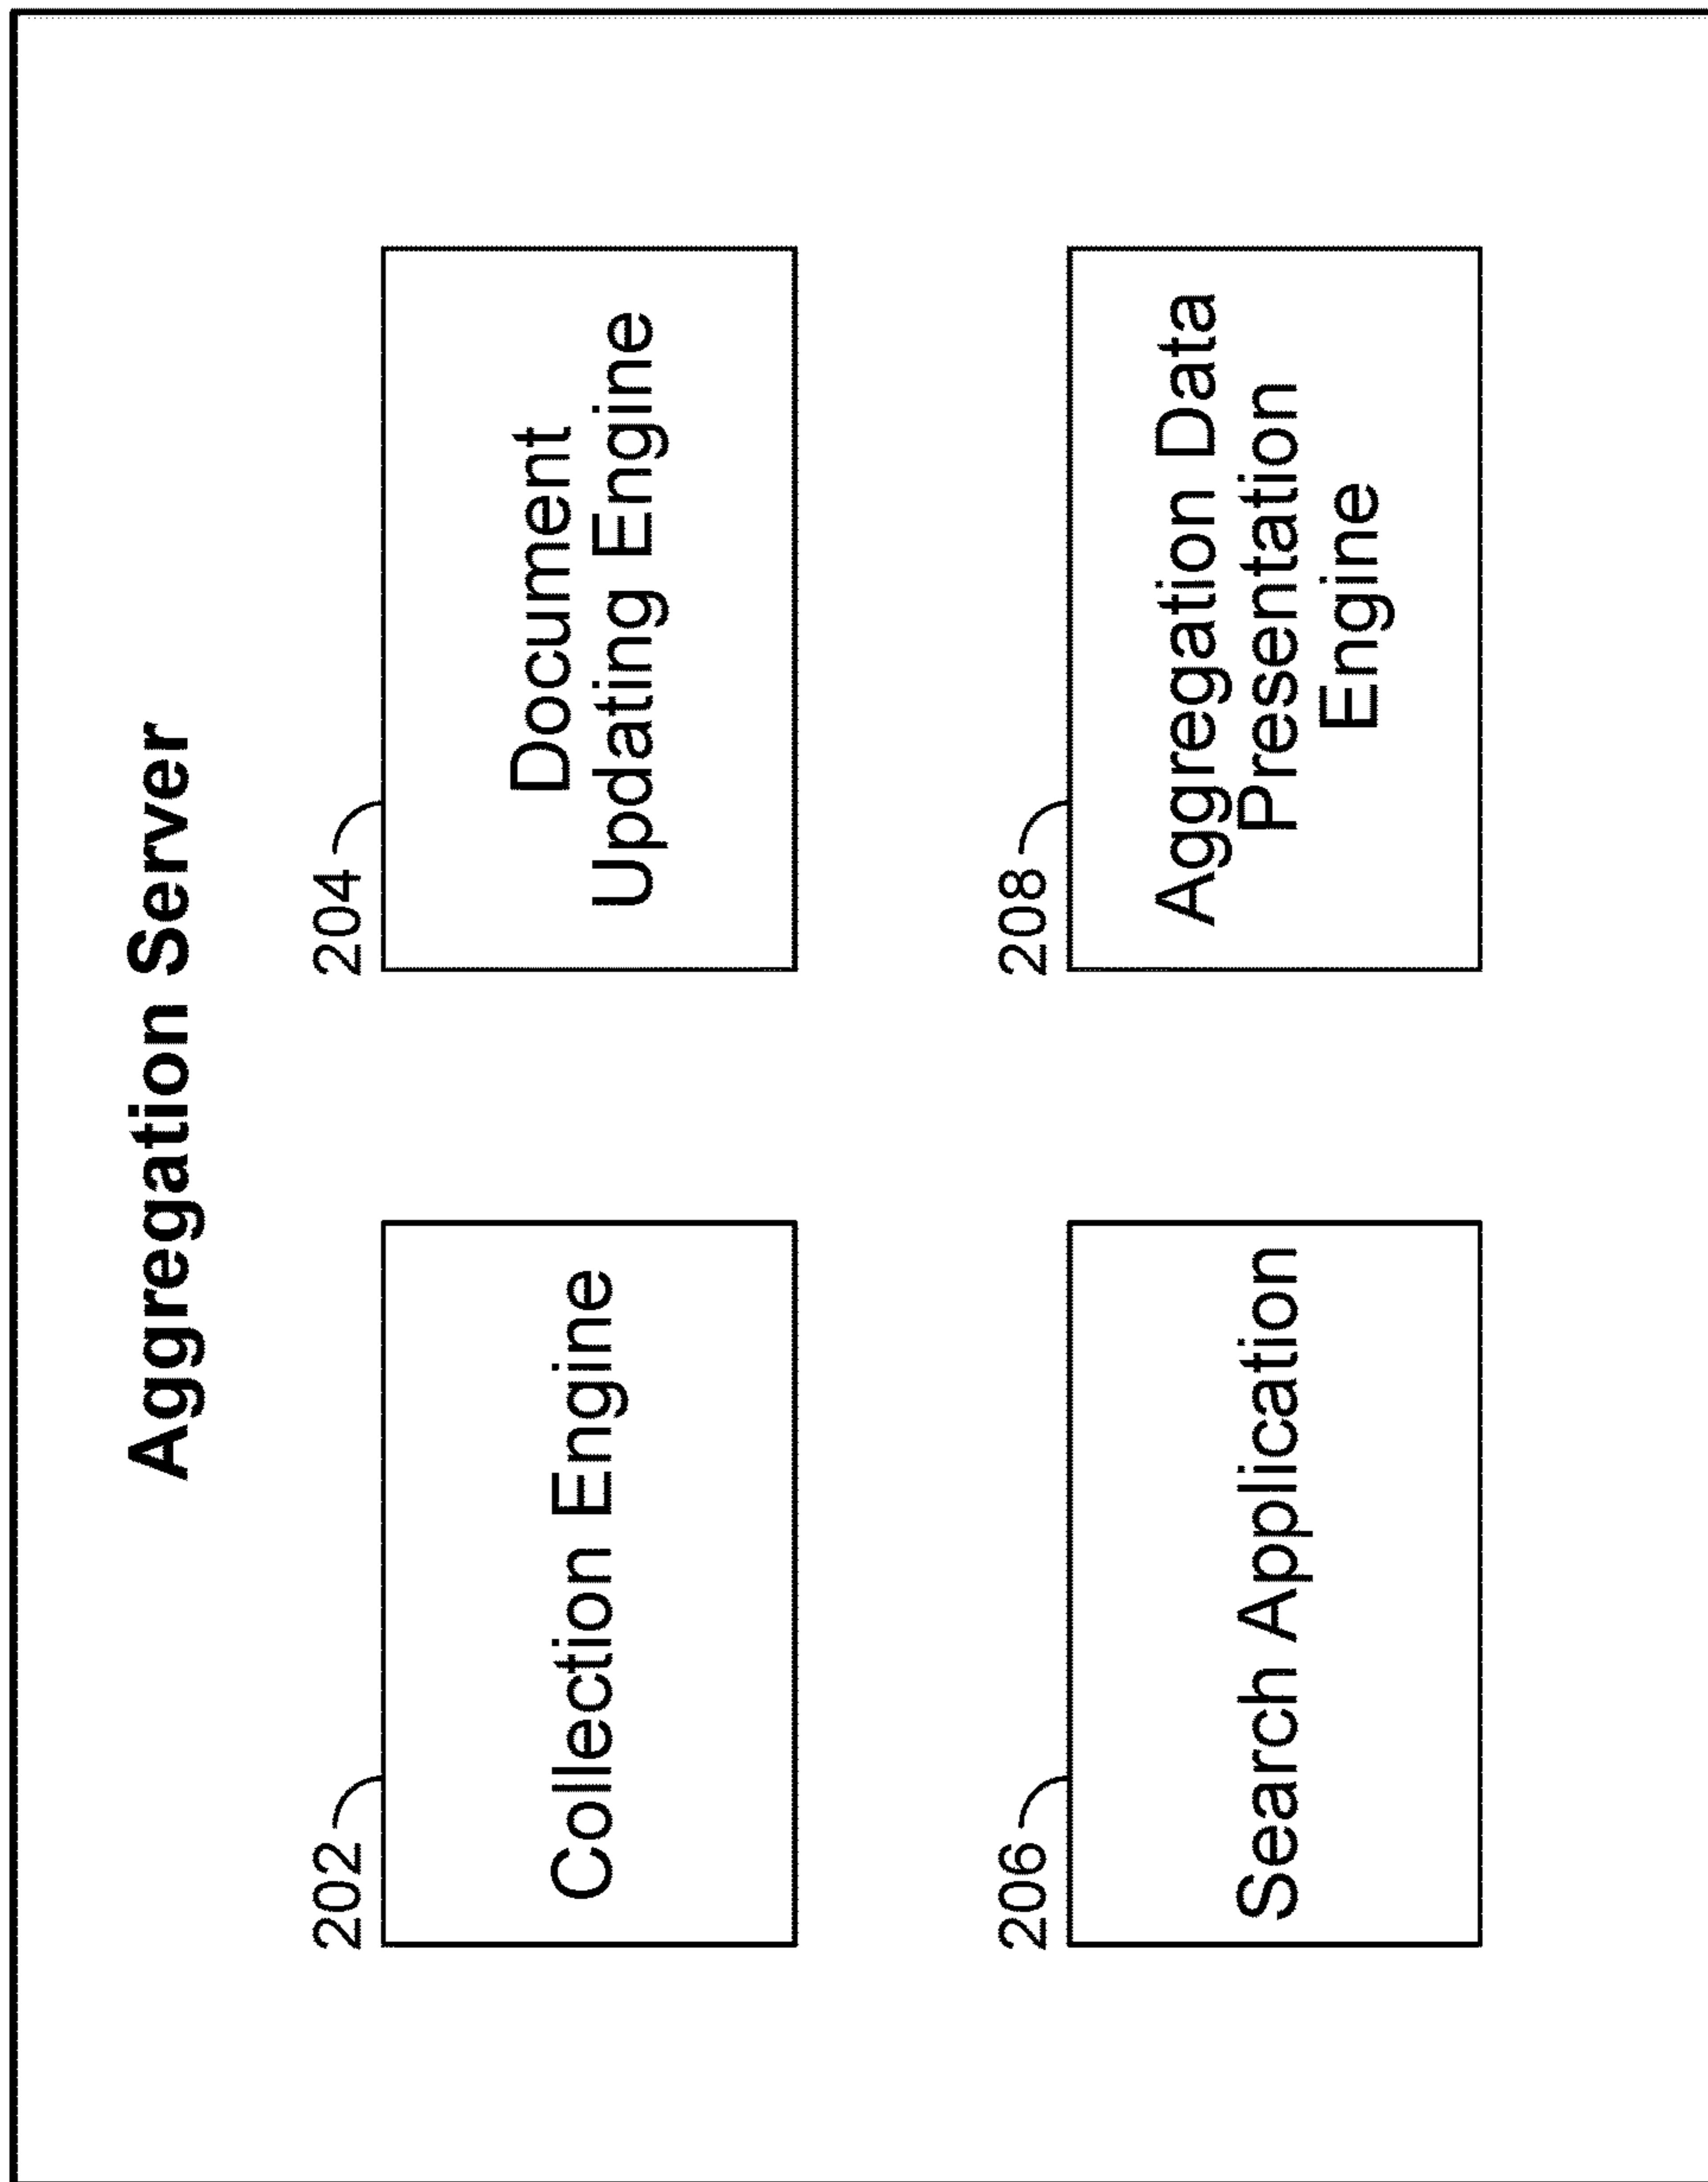 Aggregation Server
202
Collection Engine
204
Document
Updating Engine
206
Search Application
208
Aggregation Data
Presentation
Engine